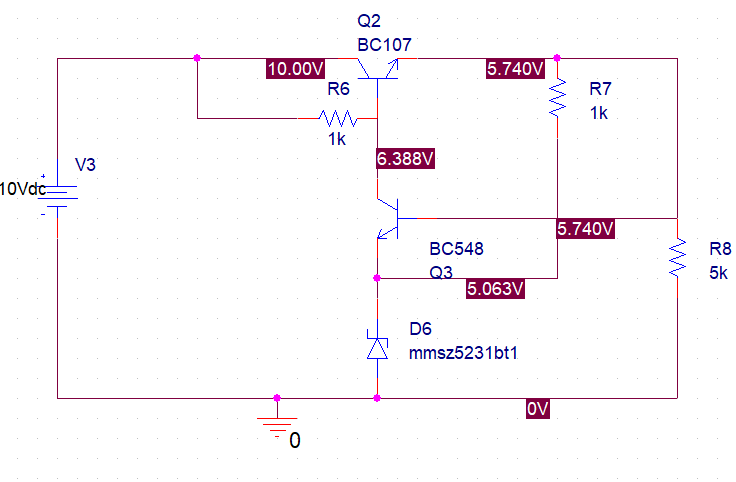 Q2
BC107
10.00V
5.740V
R6
1k
R7
1k
6.388V
V3
10Vdc
5.740V
BC548
Q3
R8
5k
5.063V
D6
mmsz5231bt1
0V
0